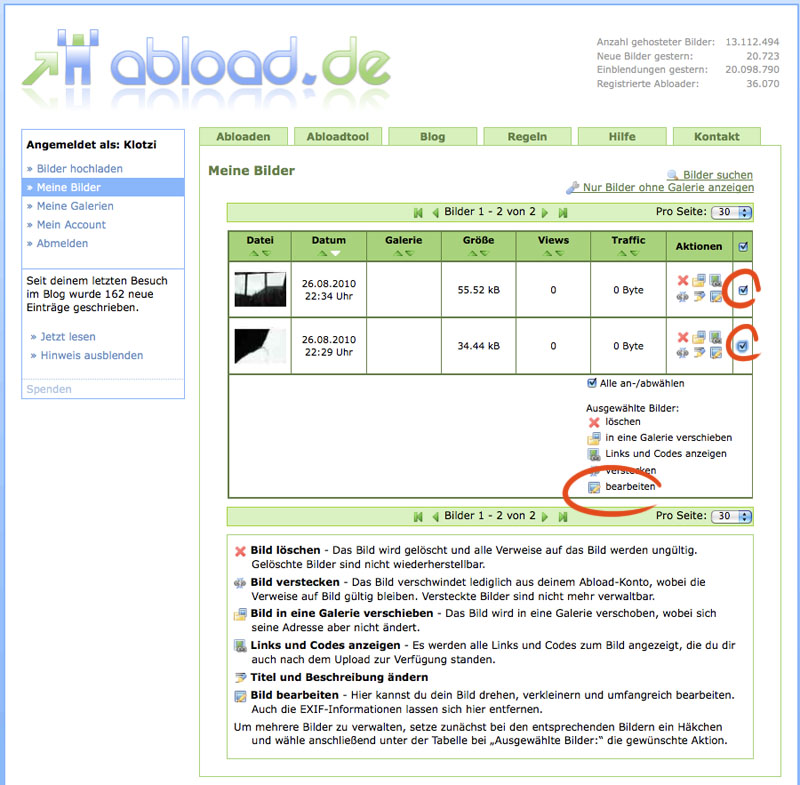 abload.de
Anzahl gehosteter Bilder: 13.112.494
Neue Bilder gestern: 20.723
Einblendungen gestern: 20.098.790
Registrierte Abloader: 36.070
Angemeldet als: Klotzi
» Bilder hochladen
» Meine Bilder
» Meine Galerien
» Mein Account
» Abmelden
Seit deinem letzten Besuch
im Blog wurde 162 neue
Einträge geschrieben.
» Jetzt lesen
» Hinweis ausblenden
Spenden
Abloaden Abloadtool Blog Regeln Hilfe Kontakt
Meine Bilder
Bilder suchen
Nur Bilder ohne Galerie anzeigen
Bilder 1 - 2 von 2 Pro Seite: 30
Datei Datum Galerie Größe Views Traffic Aktionen
26.08.2010
22:34 Uhr
55.52 kB 0 0 Byte
26.08.2010
22:29 Uhr
34.44 kB 0 0 Byte
Alle an-/abwählen
Ausgewählte Bilder:
löschen
in eine Galerie verschieben
Links und Codes anzeigen
verstecken
bearbeiten
Bilder 1 - 2 von 2 Pro Seite: 30
Bild löschen - Das Bild wird gelöscht und alle Verweise auf das Bild werden ungültig.
Gelöschte Bilder sind nicht wiederherstellbar.
Bild verstecken - Das Bild verschwindet lediglich aus deinem Abload-Konto, wobei die
Verweise auf Bild gültig bleiben. Versteckte Bilder sind nicht mehr verwaltbar.
Bild in eine Galerie verschieben - Das Bild wird in eine Galerie verschoben, wobei sich
seine Adresse aber nicht ändert.
Links und Codes anzeigen - Es werden alle Links und Codes zum Bild angezeigt, die du dir
auch nach dem Upload zur Verfügung standen.
Titel und Beschreibung ändern
Bild bearbeiten - Hier kannst du dein Bild drehen, verkleinern und umfangreich bearbeiten.
Auch die EXIF-Informationen lassen sich hier entfernen.
Um mehrere Bilder zu verwalten, setze zunächst bei den entsprechenden Bildern ein Häkchen
und wähle anschließend unter der Tabelle bei „Ausgewählte Bilder:“ die gewünschte Aktion.